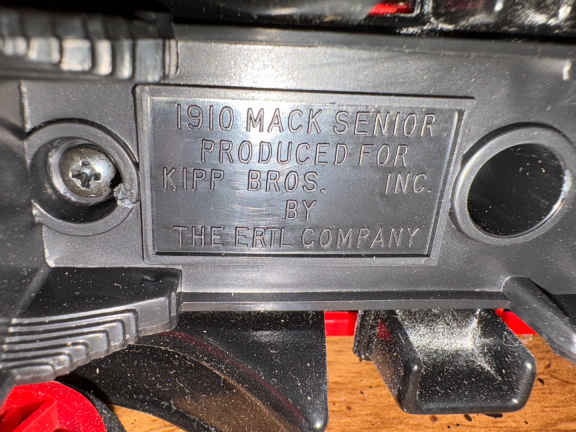 1910 MACK SENIOR
PRODUCED FOR
KIPP BROS. INC.
BY
THE ERTL COMPANY